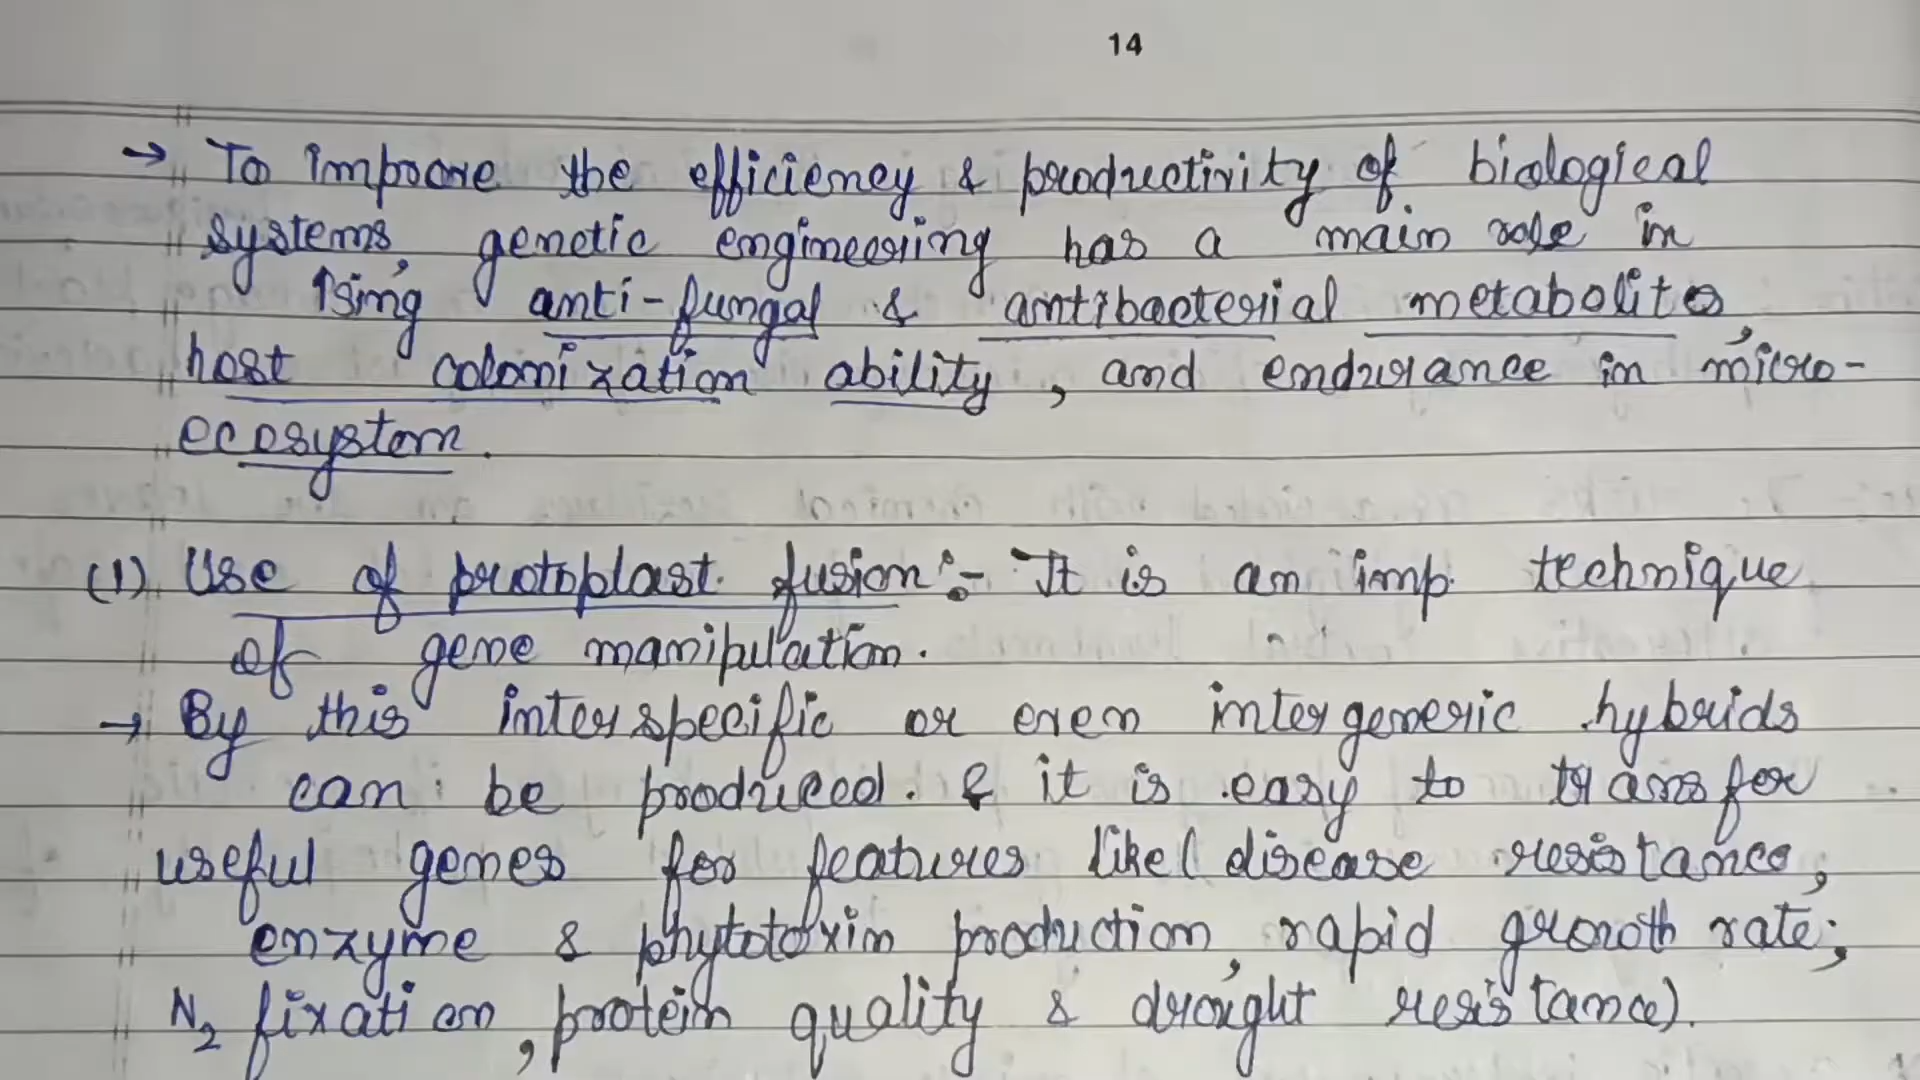 14
→ To improve the efficiency & productivity of biological
systems, genetic engineering has a main role in
↑sing anti-fungal & antibacterial metabolites,
host colonization ability, and endurance in micro-
ecosystem.
(1) Use of protoplast fusion :- It is an imp. technique
of gene manipulation.
→ By this interspecific or even intergeneric hybrids
can be produced. & it is easy to transfer
useful genes for features like (disease resistance,
enzyme & phytotoxin production, rapid growth rate,
N₂ fixation, protein quality & drought resistance).